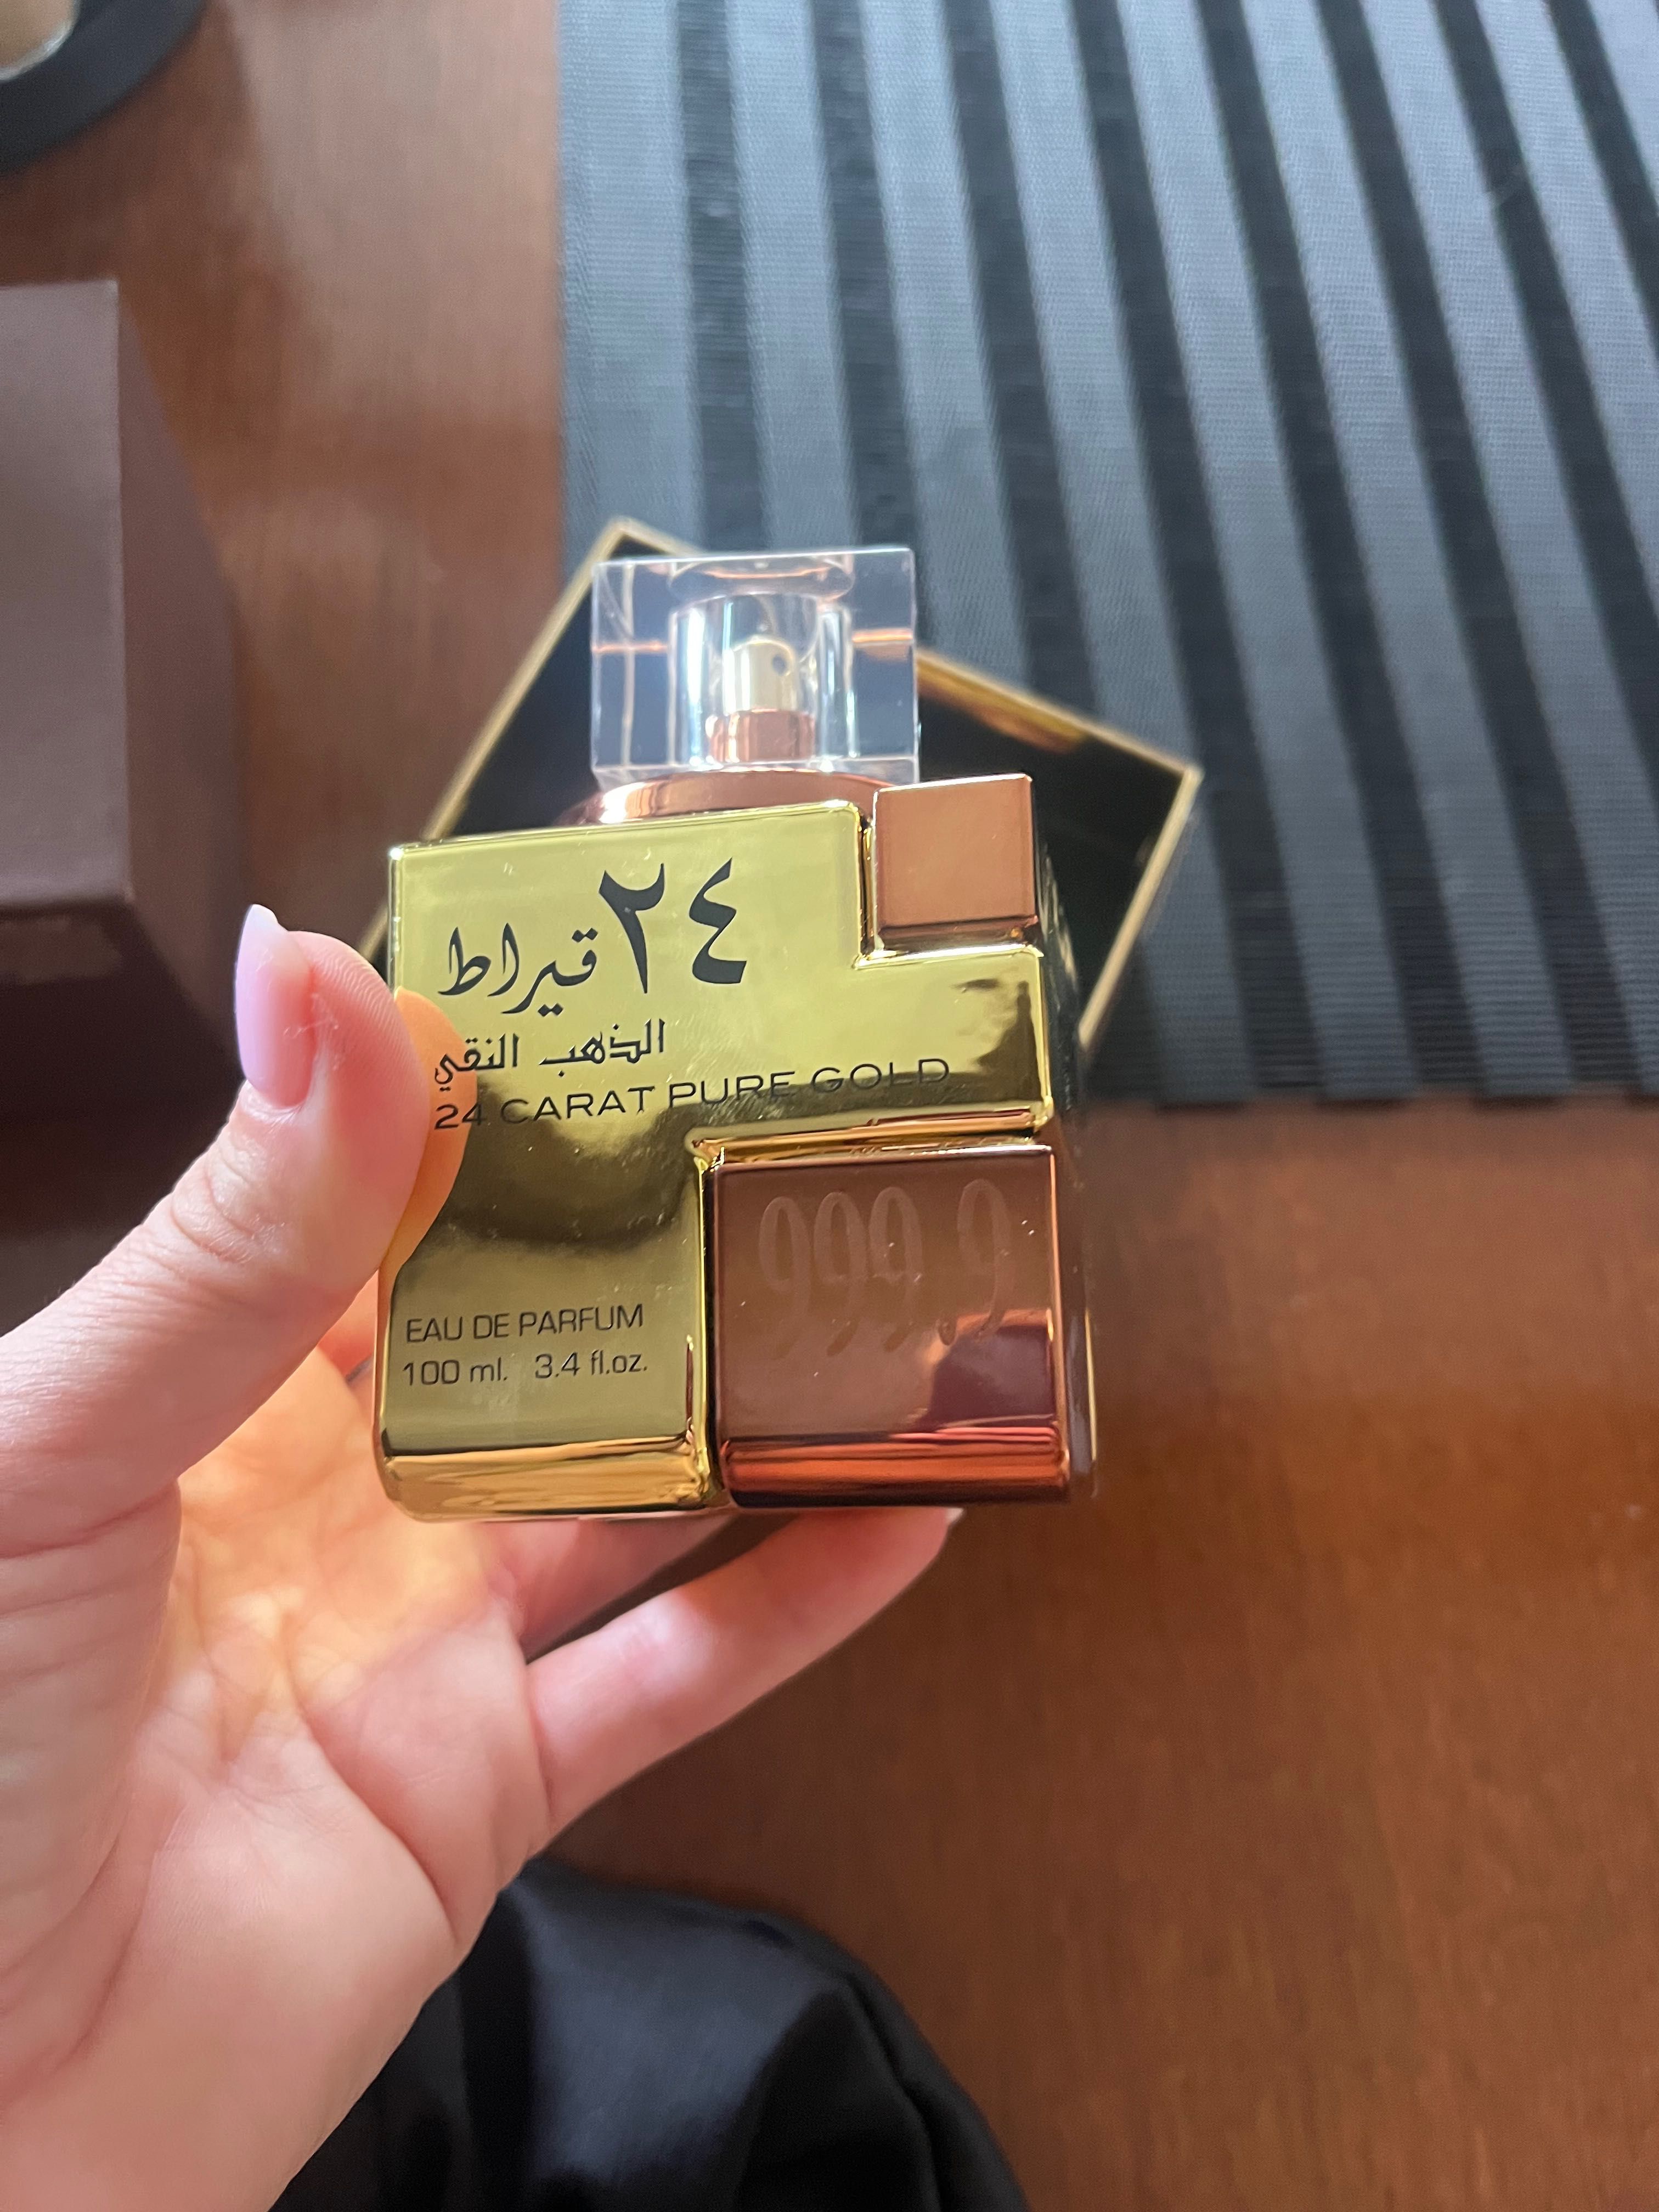 ٢٤ قيراط
الذهب النقي
24 CARAT PURE GOLD
999.9
EAU DE PARFUM
100 ml. 3.4 fl.oz.